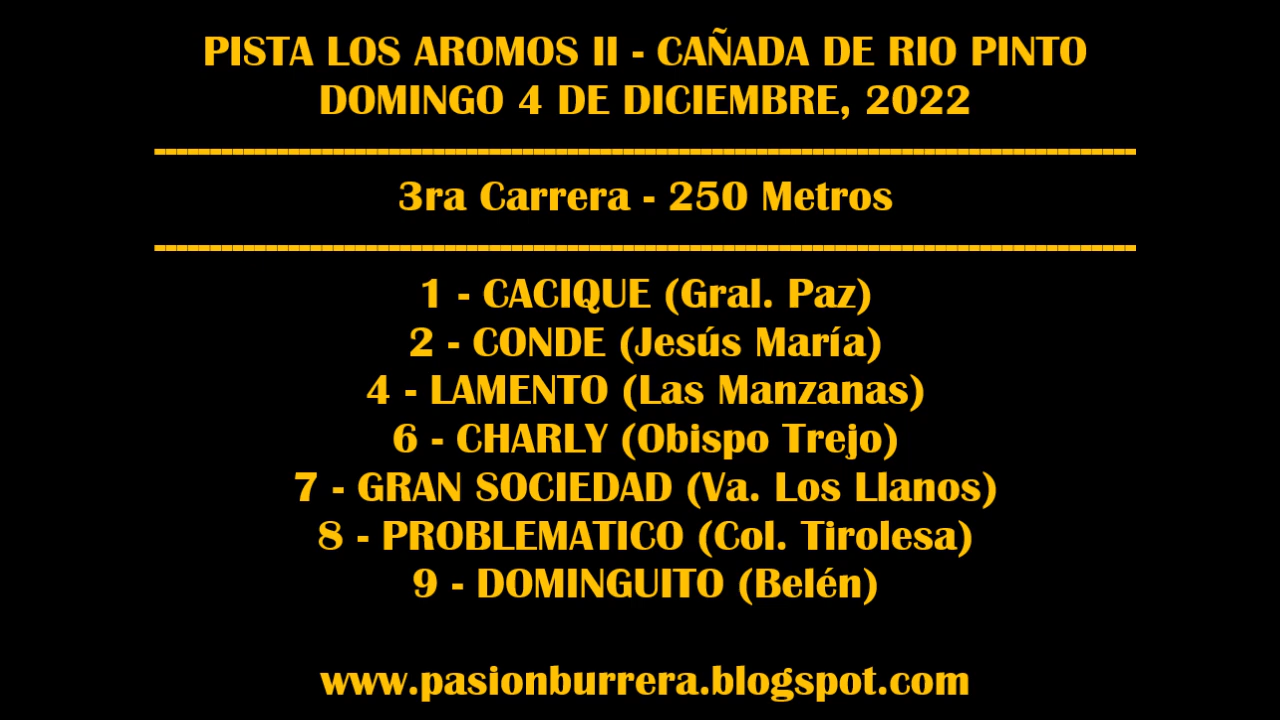 PISTA LOS AROMOS II - CAÑADA DE RIO PINTO
DOMINGO 4 DE DICIEMBRE, 2022
3ra Carrera - 250 Metros
1 - CACIQUE (Gral. Paz)
2 - CONDE (Jesús María)
4 - LAMENTO (Las Manzanas)
6 - CHARLY (Obispo Trejo)
7 - GRAN SOCIEDAD (Va. Los Llanos)
8 - PROBLEMATICO (Col. Tirolesa)
9 - DOMINGUITO (Belén)
www.pasionburrera.blogspot.com